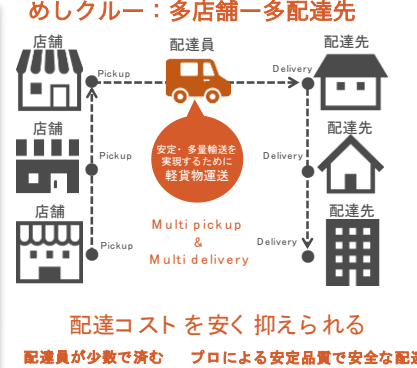 めしクルー：多店舗ー多配達先
店舗
配達員
配達先
Pickup
Delivery
店舗
配達先
安定・多量輸送を
実現するために
軽貨物運送
Pickup
Delivery
店舗
配達先
Multi pickup
&
Multi delivery
Pickup
Delivery
配達コストを安く抑えられる
配達員が少数で済む
プロによる安定品質で安全な配達